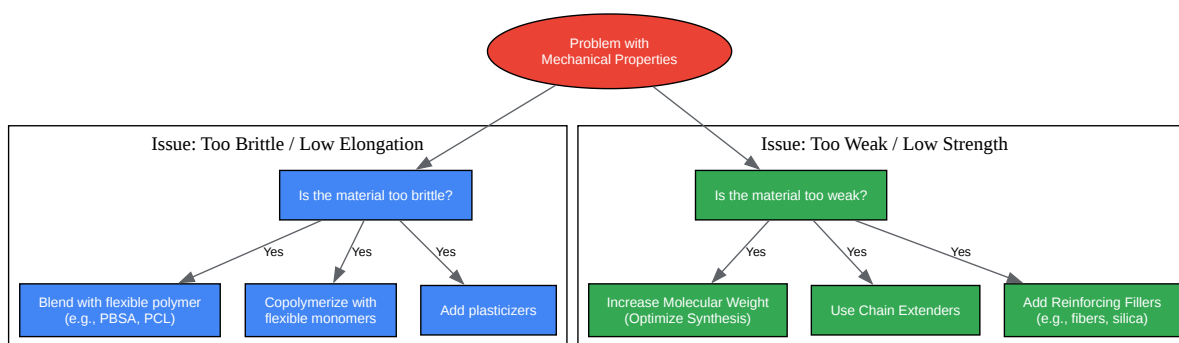 Problem with
Mechanical Properties
Issue: Too Brittle / Low Elongation
Issue: Too Weak / Low Strength
Is the material too brittle?
Is the material too weak?
Yes
Yes
Yes
Yes
Yes
Yes
Blend with flexible polymer
(e.g., PBSA, PCL)
Copolymerize with
flexible monomers
Add plasticizers
Increase Molecular Weight
(Optimize Synthesis)
Use Chain Extenders
Add Reinforcing Fillers
(e.g., fibers, silica)